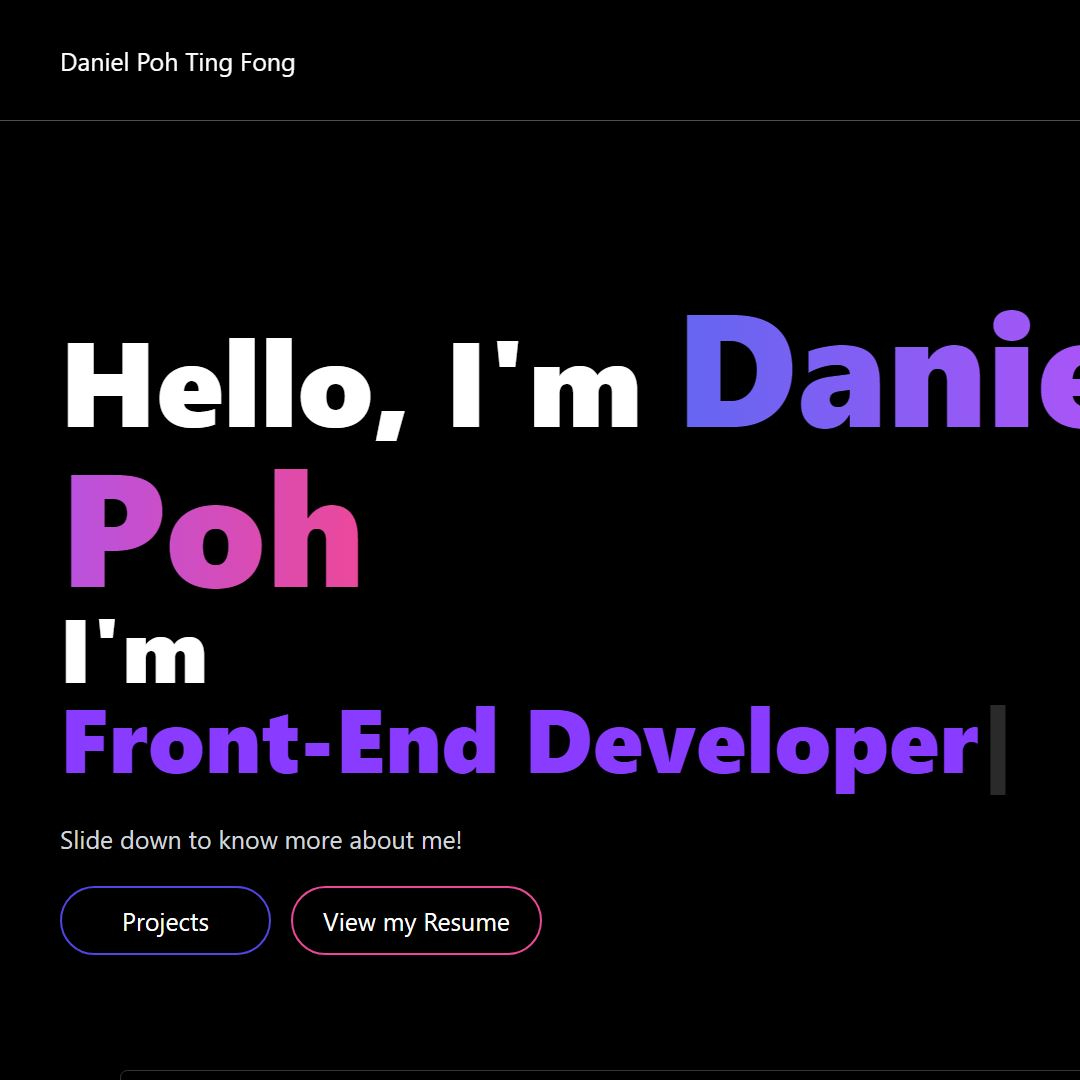 Daniel Poh Ting Fong
Hello, I'm Danie
Poh
I'm
Front-End Developer
Slide down to know more about me!
Projects
View my Resume